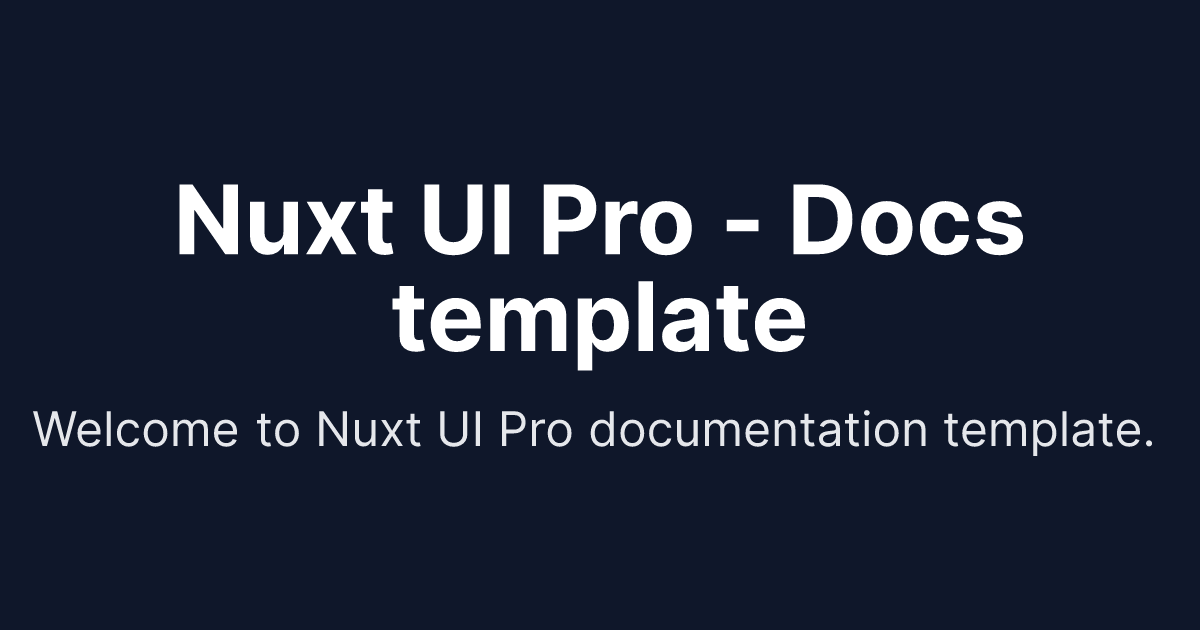 Nuxt UI Pro - Docs
template
Welcome to Nuxt UI Pro documentation template.